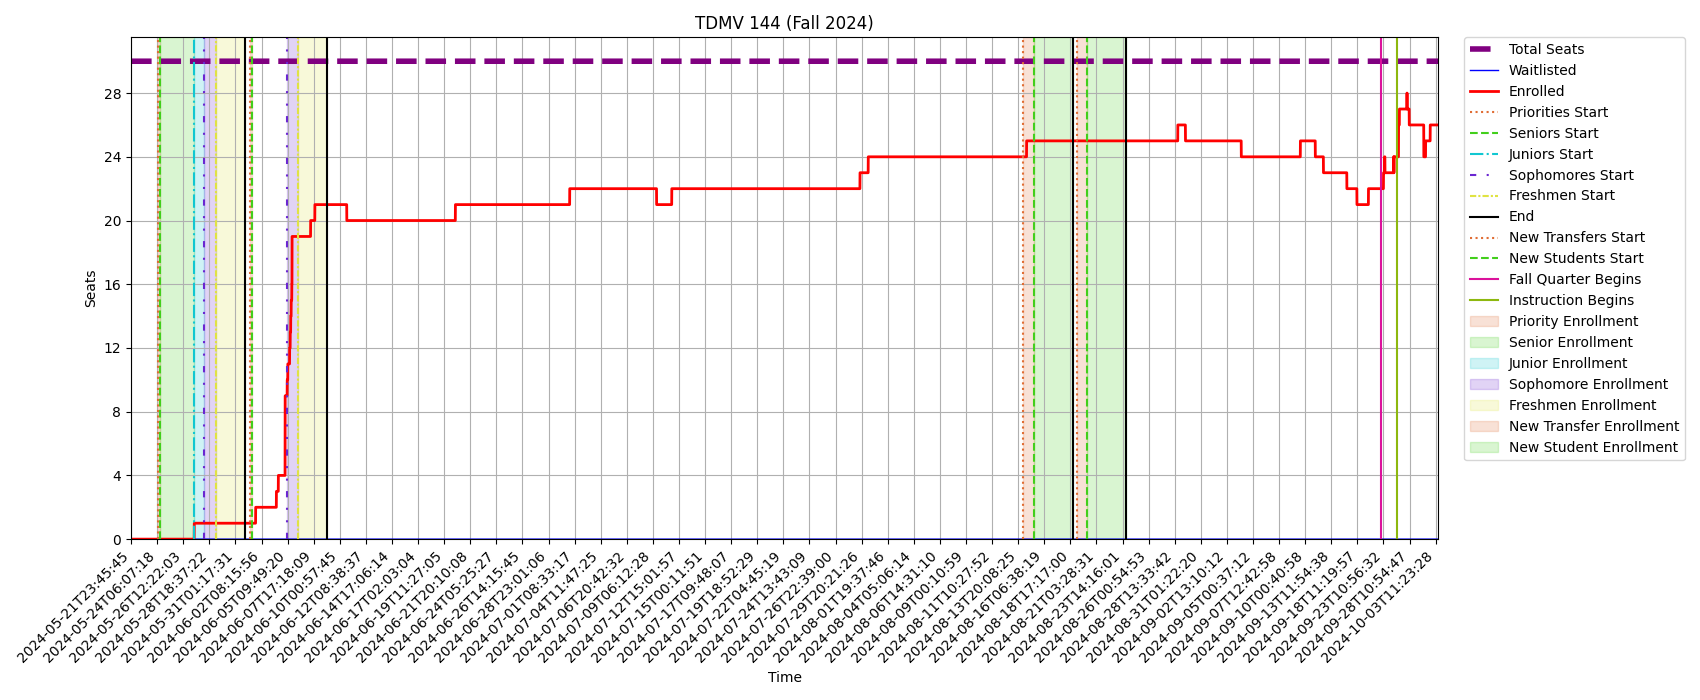 TDMV 144 (Fall 2024)
Seats
28
24
20
16
12
8
4
0
2024-05-21T23:45:45
2024-05-24T06:07:18
2024-05-26T12:22:03
2024-05-28T18:37:22
2024-05-31T01:17:31
2024-06-02T08:15:56
2024-06-05T09:49:20
2024-06-07T17:18:09
2024-06-10T00:57:45
2024-06-12T08:38:37
2024-06-14T17:06:14
2024-06-17T02:03:04
2024-06-19T11:27:05
2024-06-21T20:10:08
2024-06-24T05:25:27
2024-06-26T14:15:45
2024-06-28T23:01:06
2024-07-01T08:33:17
2024-07-04T11:47:25
2024-07-06T20:42:32
2024-07-09T06:12:28
2024-07-12T15:01:57
2024-07-15T00:11:51
2024-07-17T09:48:07
2024-07-19T18:52:29
2024-07-22T04:45:19
2024-07-24T13:43:09
2024-07-26T22:39:00
2024-07-29T20:21:26
2024-08-01T19:37:46
2024-08-04T05:06:14
2024-08-06T14:31:10
2024-08-09T00:10:59
2024-08-11T10:27:52
2024-08-13T20:08:25
2024-08-16T06:38:19
2024-08-18T17:17:00
2024-08-21T03:28:31
2024-08-23T14:16:01
2024-08-26T00:54:53
2024-08-28T13:33:42
2024-08-31T01:22:20
2024-09-02T13:10:12
2024-09-05T00:37:12
2024-09-07T12:42:58
2024-09-10T00:40:58
2024-09-13T11:54:38
2024-09-18T11:19:57
2024-09-23T10:56:32
2024-09-28T10:54:47
2024-10-03T11:23:28
Time
Total Seats
Waitlisted
Enrolled
Priorities Start
Seniors Start
Juniors Start
Sophomores Start
Freshmen Start
End
New Transfers Start
New Students Start
Fall Quarter Begins
Instruction Begins
Priority Enrollment
Senior Enrollment
Junior Enrollment
Sophomore Enrollment
Freshmen Enrollment
New Transfer Enrollment
New Student Enrollment